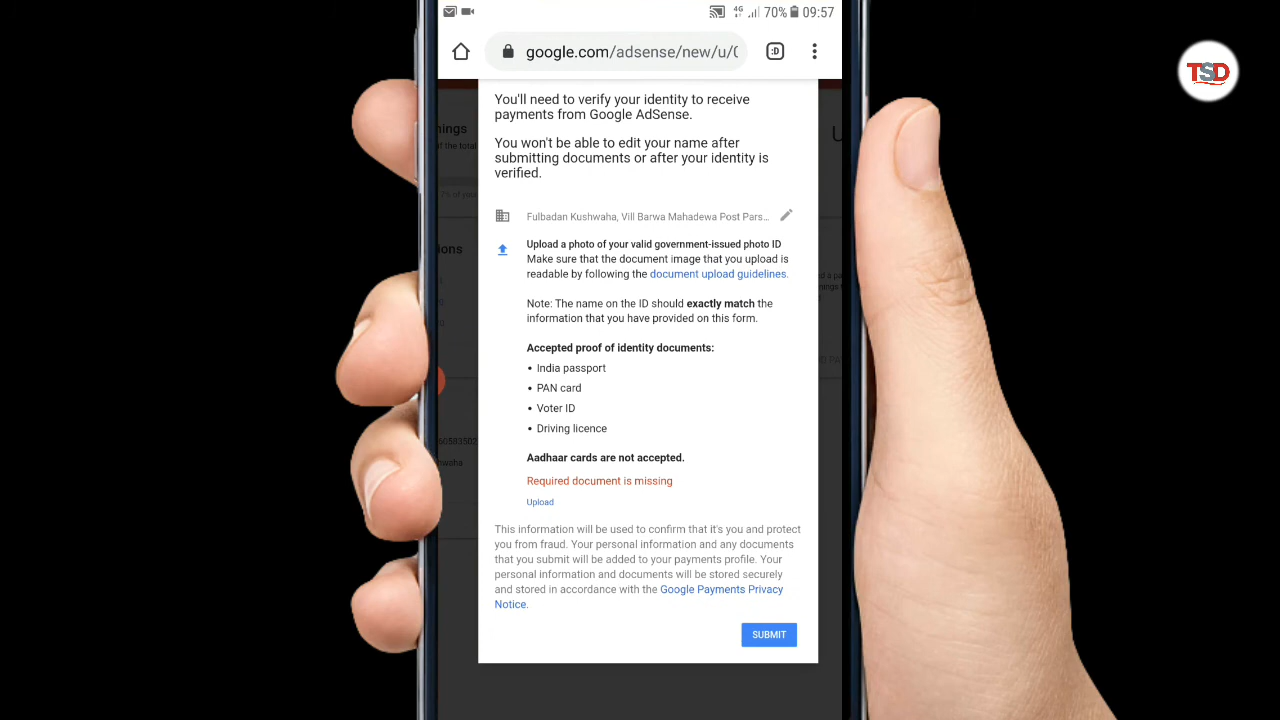 4G 70% 09:57
google.com/adsense/new/u/0
TSD
You'll need to verify your identity to receive
payments from Google AdSense.
You won't be able to edit your name after
submitting documents or after your identity is
verified.
Fulbadan Kushwaha, Vill Barwa Mahadewa Post Pars...
Upload a photo of your valid government-issued photo ID
Make sure that the document image that you upload is
readable by following the document upload guidelines.
Note: The name on the ID should exactly match the
information that you have provided on this form.
Accepted proof of identity documents:
• India passport
• PAN card
• Voter ID
• Driving licence
Aadhaar cards are not accepted.
Required document is missing
Upload
This information will be used to confirm that it's you and protect
you from fraud. Your personal information and any documents
that you submit will be added to your payments profile. Your
personal information and documents will be stored securely
and stored in accordance with the Google Payments Privacy
Notice.
SUBMIT